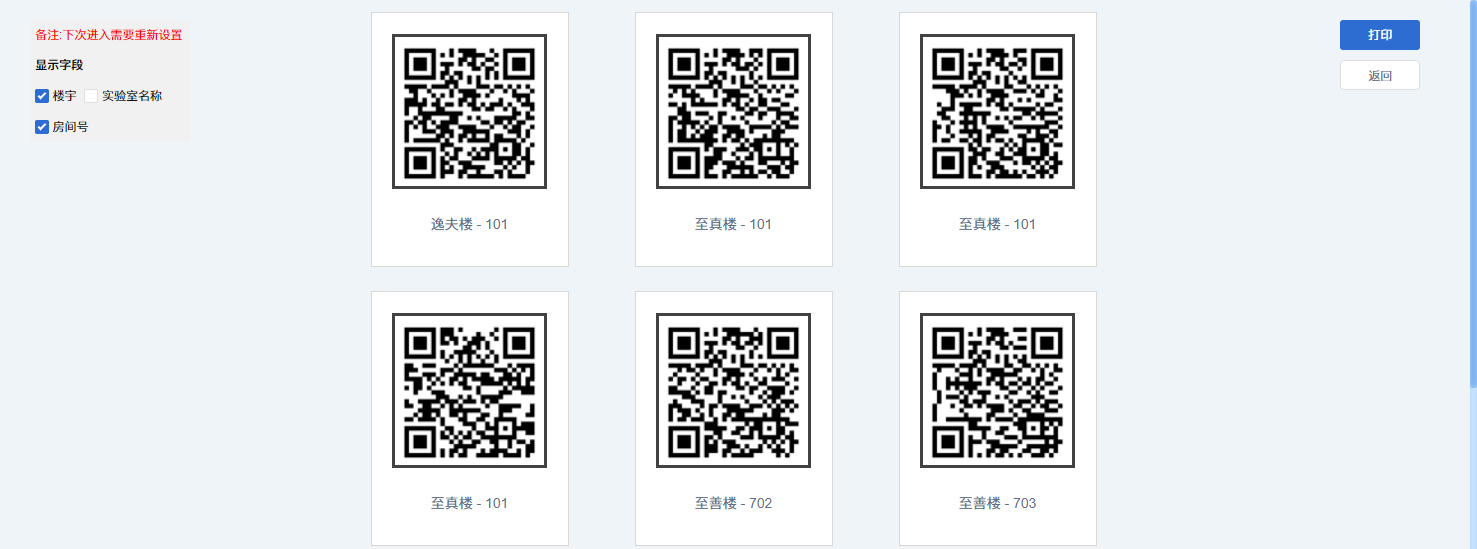 备注:下次进入需要重新设置
显示字段
楼宇 实验室名称
房间号
逸夫楼 - 101
至真楼 - 101
至真楼 - 101
至真楼 - 101
至善楼 - 702
至善楼 - 703
打印
返回